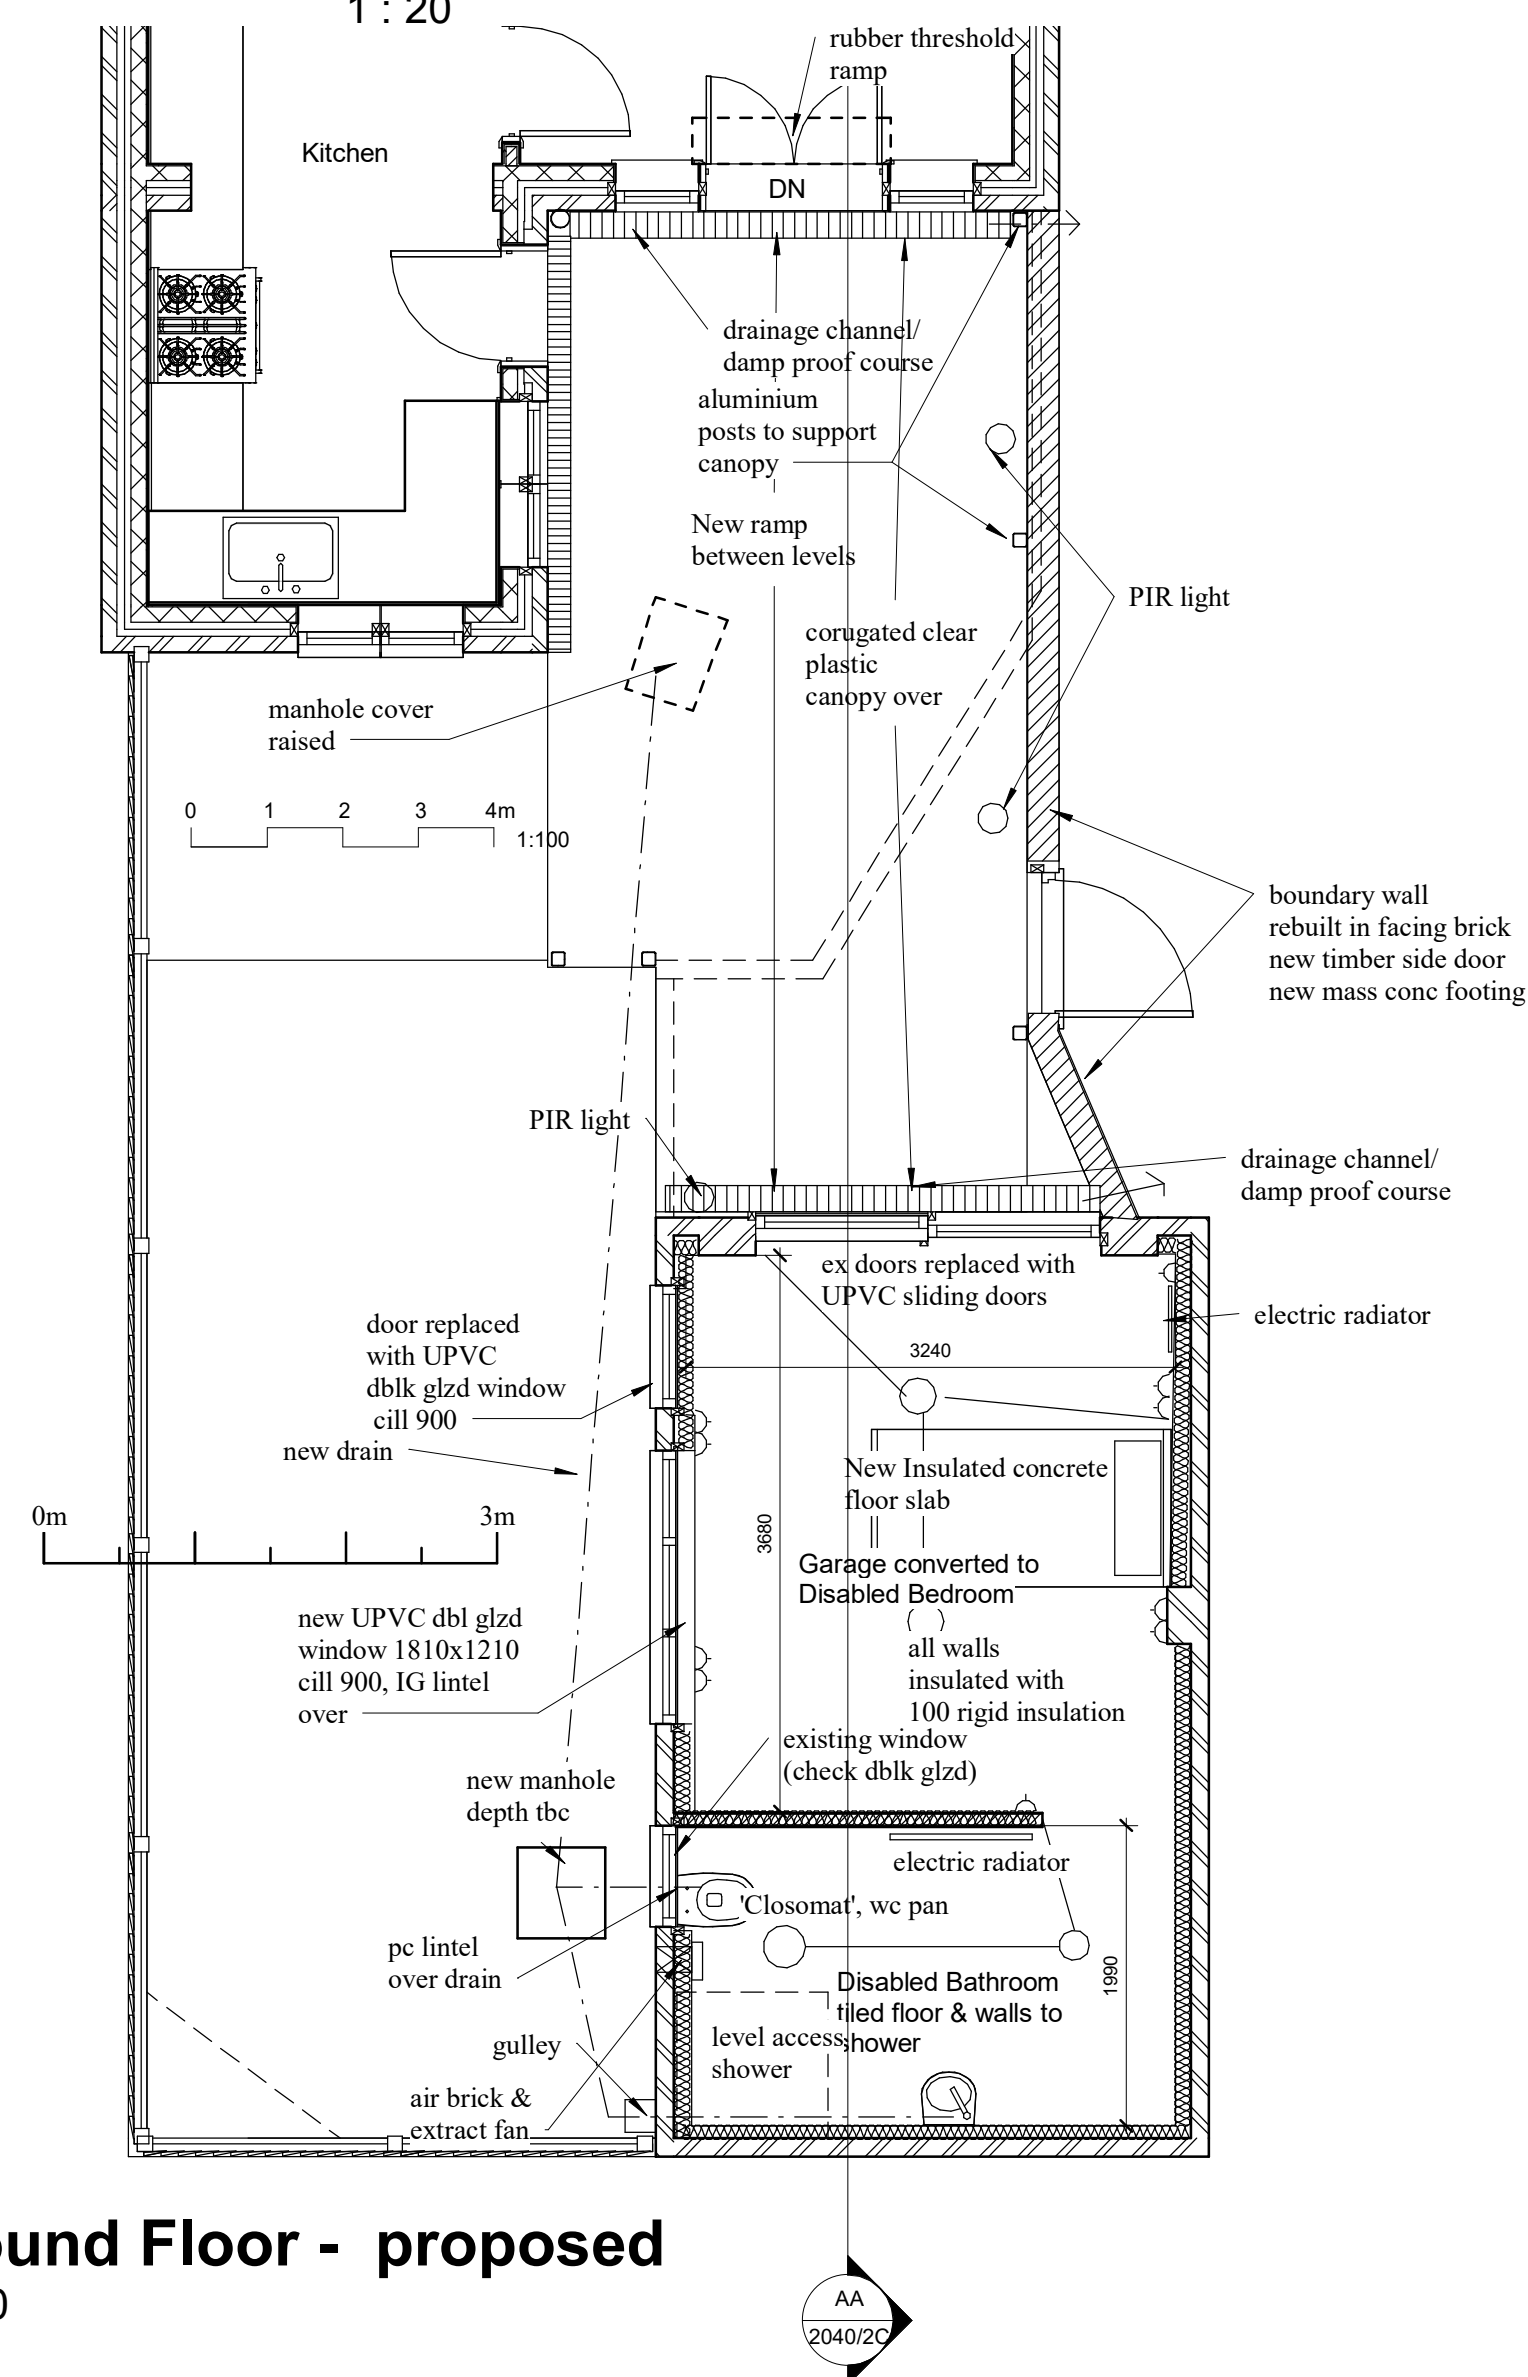 1 : 20
rubber threshold
ramp
Kitchen
DN
drainage channel/
damp proof course
aluminium
posts to support
canopy
New ramp
between levels
PIR light
corugated clear
plastic
canopy over
manhole cover
raised
0 1 2 3 4m
1:100
boundary wall
rebuilt in facing brick
new timber side door
new mass conc footing
PIR light
drainage channel/
damp proof course
ex doors replaced with
UPVC sliding doors
electric radiator
door replaced
with UPVC
dblk glzd window
cill 900
3240
new drain
New Insulated concrete
floor slab
0m 3m
3680
Garage converted to
Disabled Bedroom
new UPVC dbl glzd
window 1810x1210
cill 900, IG lintel
over
all walls
insulated with
100 rigid insulation
existing window
(check dblk glzd)
new manhole
depth tbc
electric radiator
'Closomat', wc pan
pc lintel
over drain
1990
Disabled Bathroom
tiled floor & walls to
shower
level access
shower
gulley
air brick &
extract fan
ound Floor - proposed
0
AA
2040/2C